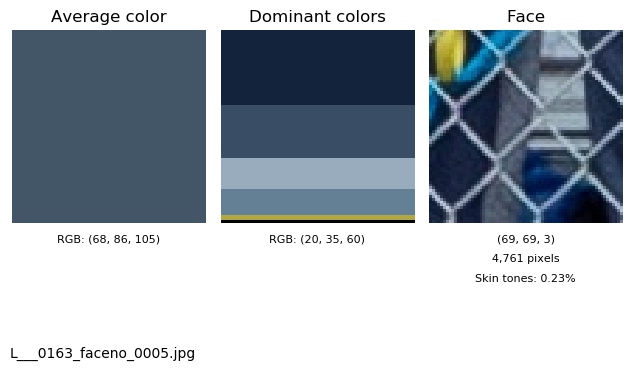 Average color
Dominant colors
Face
RGB: (68, 86, 105)
RGB: (20, 35, 60)
(69, 69, 3)
4,761 pixels
Skin tones: 0.23%
L___0163_faceno_0005.jpg